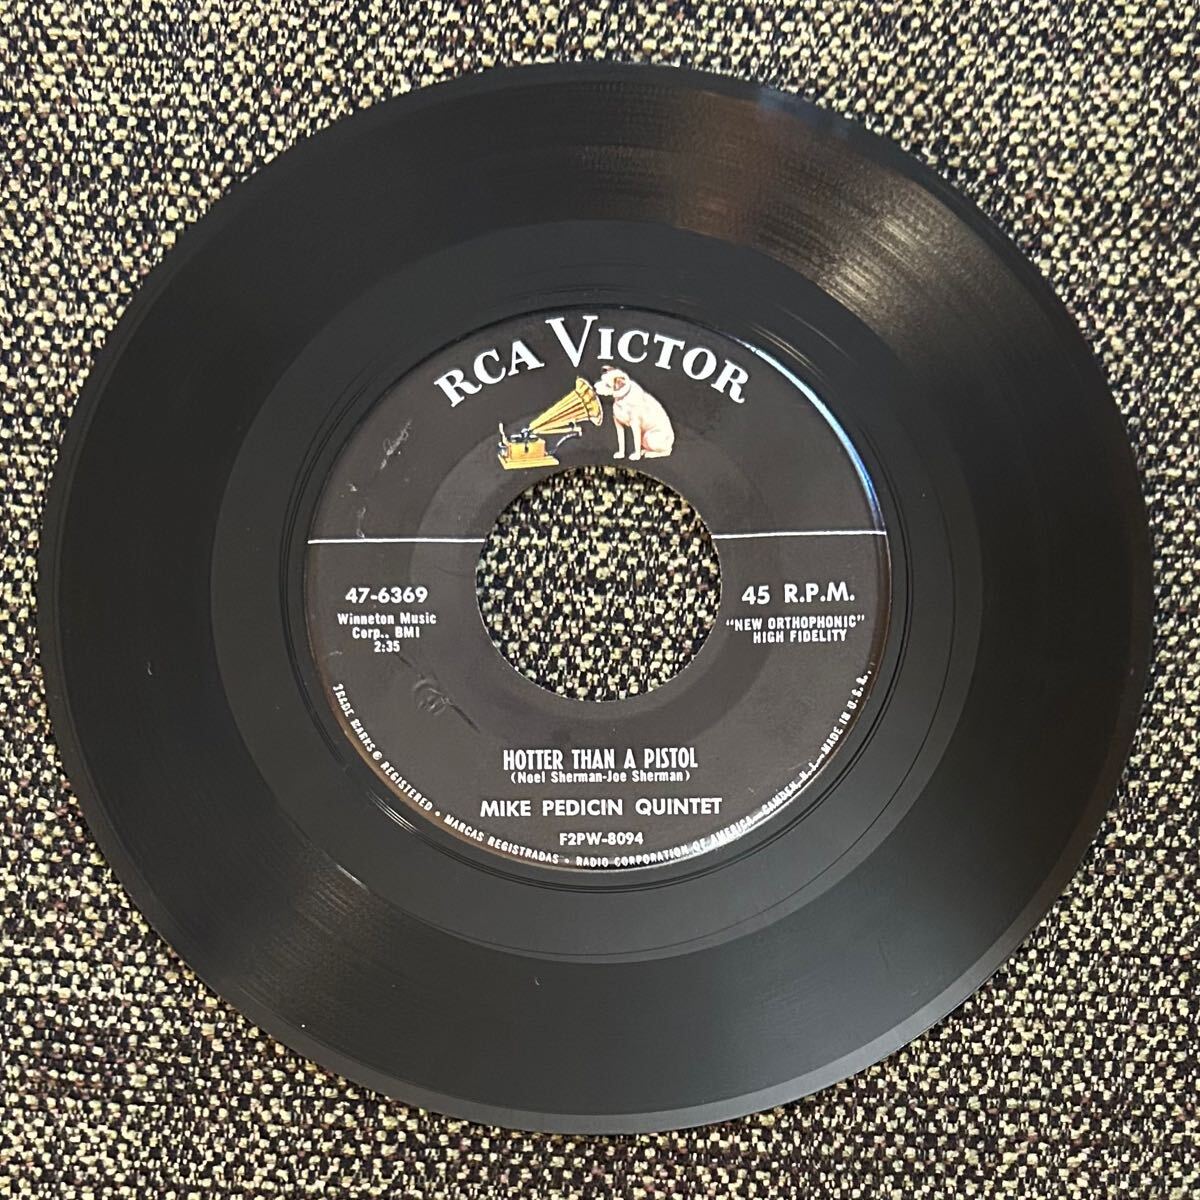 RCA VICTOR
47-6369
Winneton Music
Corp., BMI
2:35
45 R.P.M.
"NEW ORTHOPHONIC"
HIGH FIDELITY
HOTTER THAN A PISTOL
(Noel Sherman-Joe Sherman)
MIKE PEDICIN QUINTET
F2PW-8094
TRADE MARKS ® REGISTERED • MARCAS REGISTRADAS • RADIO CORPORATION OF AMERICA—CAMDEN, N.J.—MADE IN U.S.A.